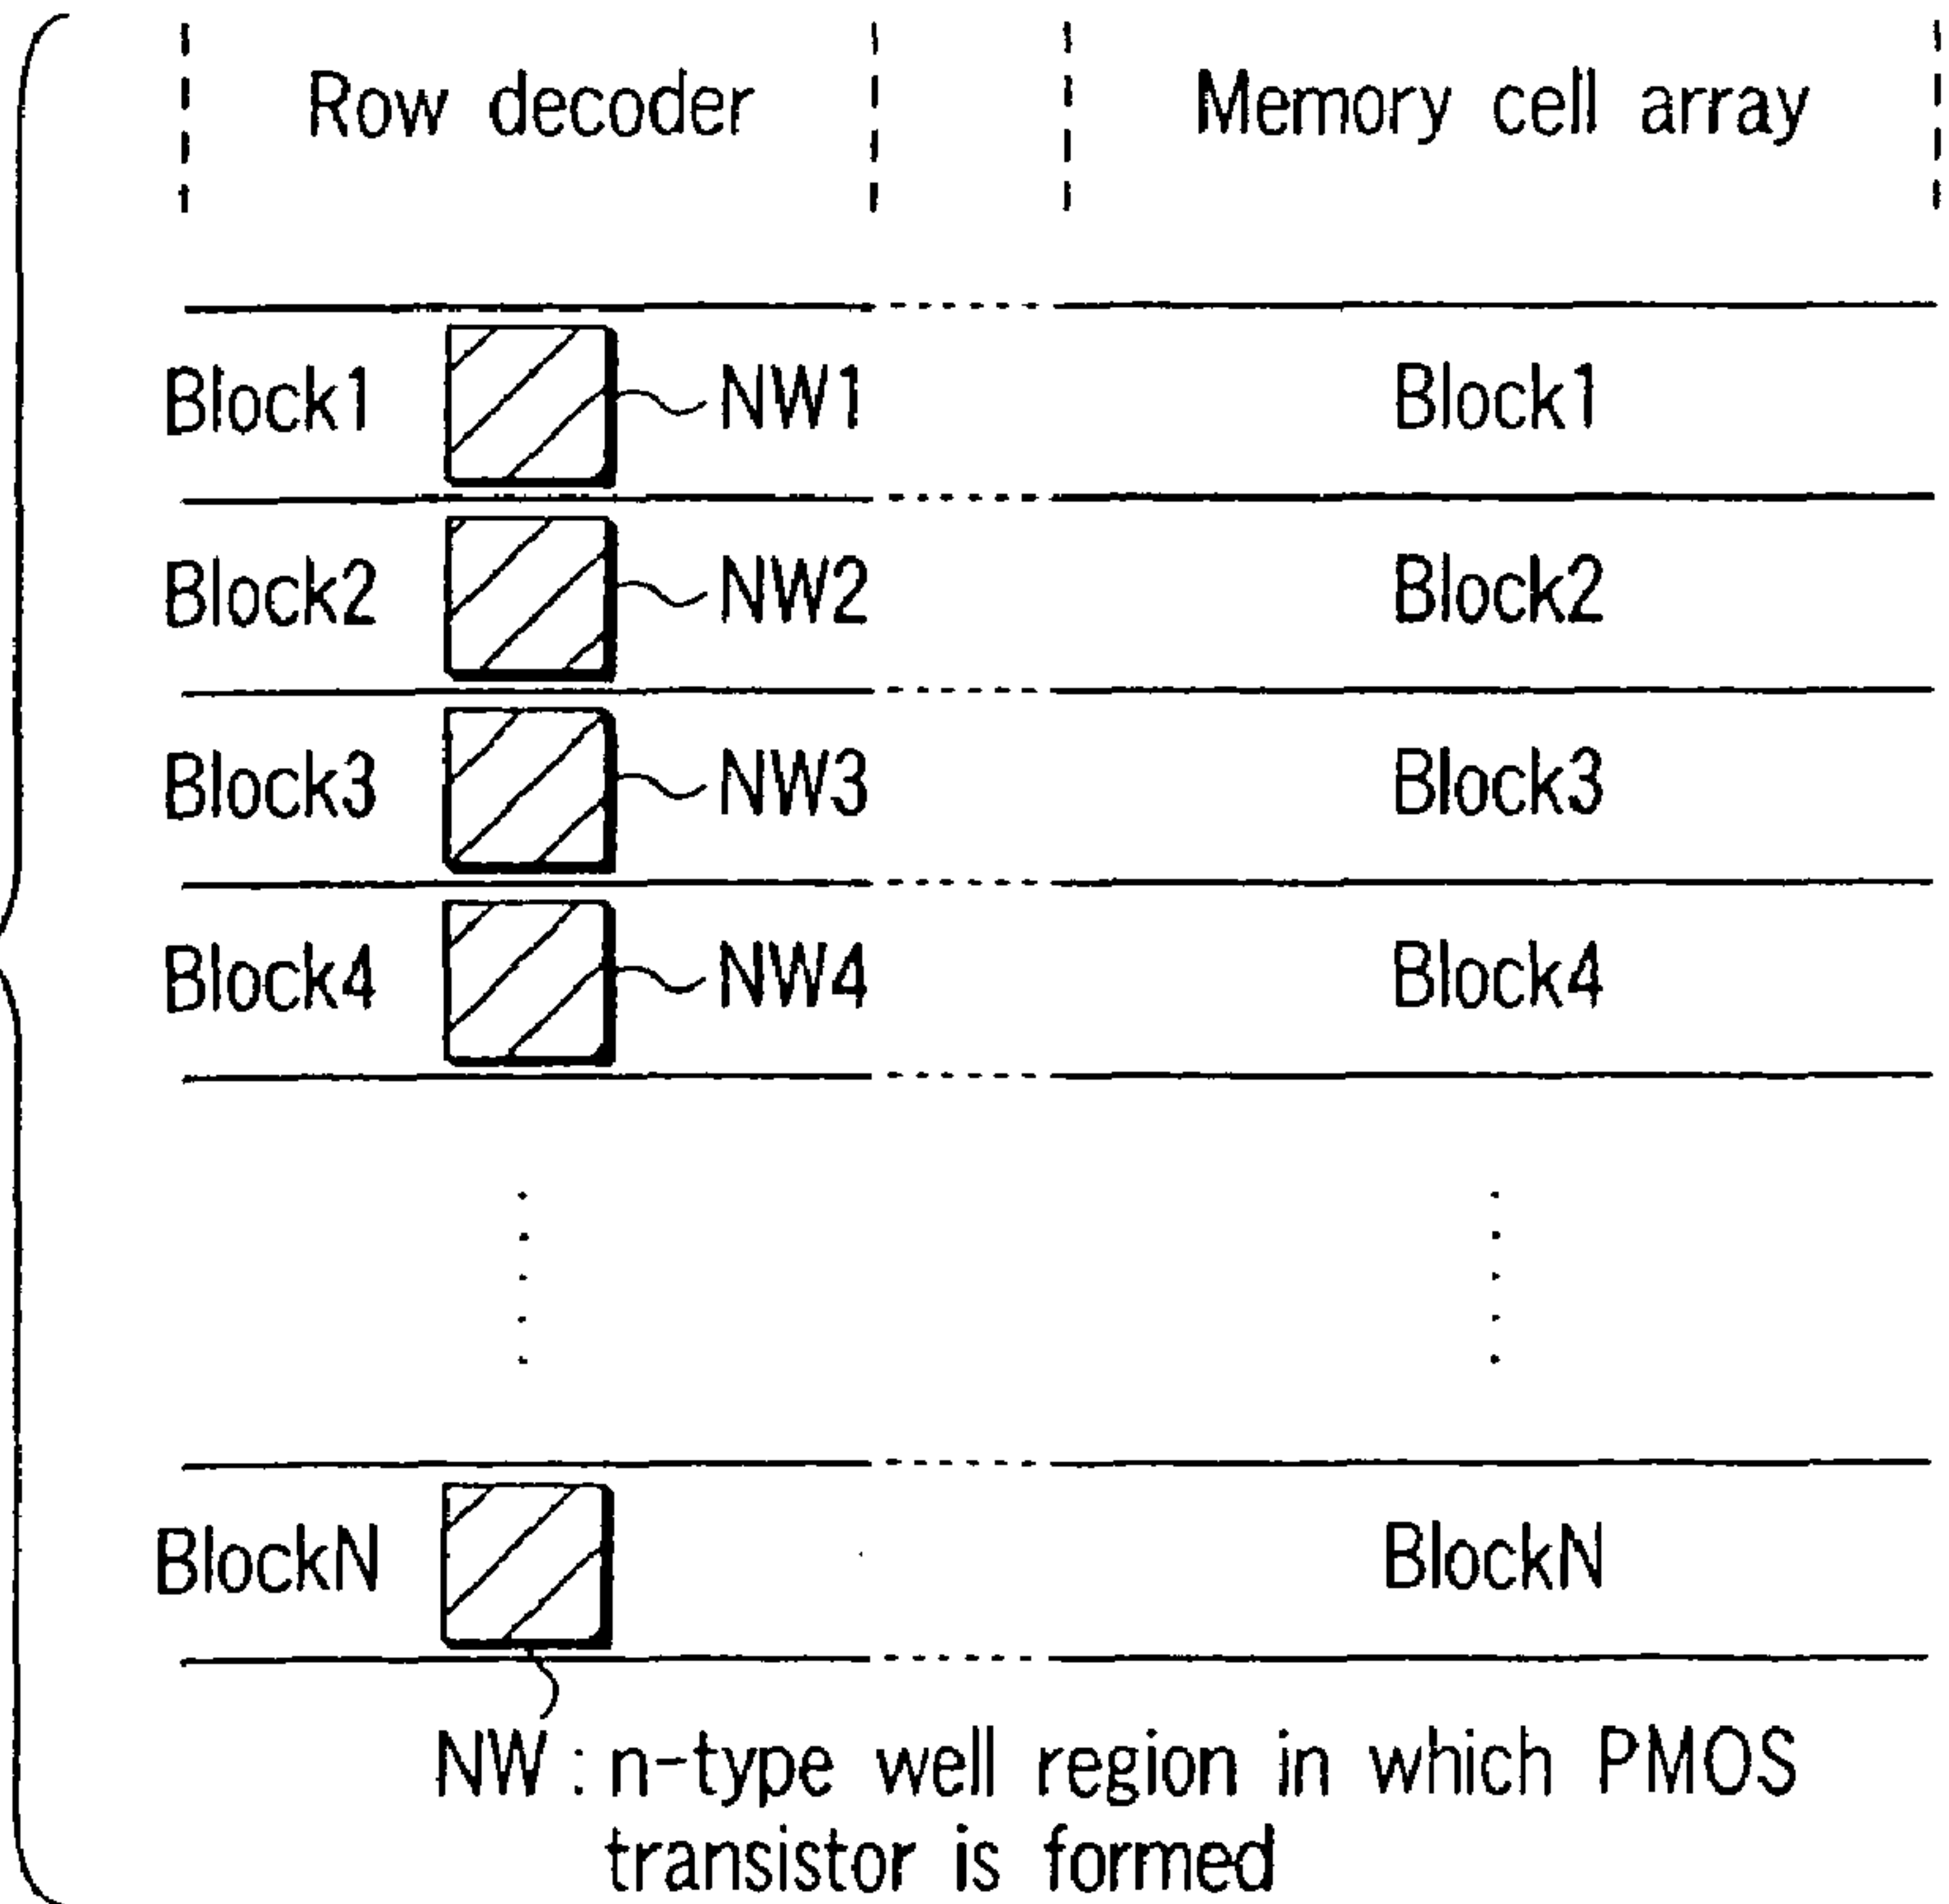 Row decoder Memory cell array
Block1 NW1 Block1
Block2 NW2 Block2
Block3 NW3 Block3
Block4 NW4 Block4
BlockN BlockN
NW : n-type well region in which PMOS
transistor is formed